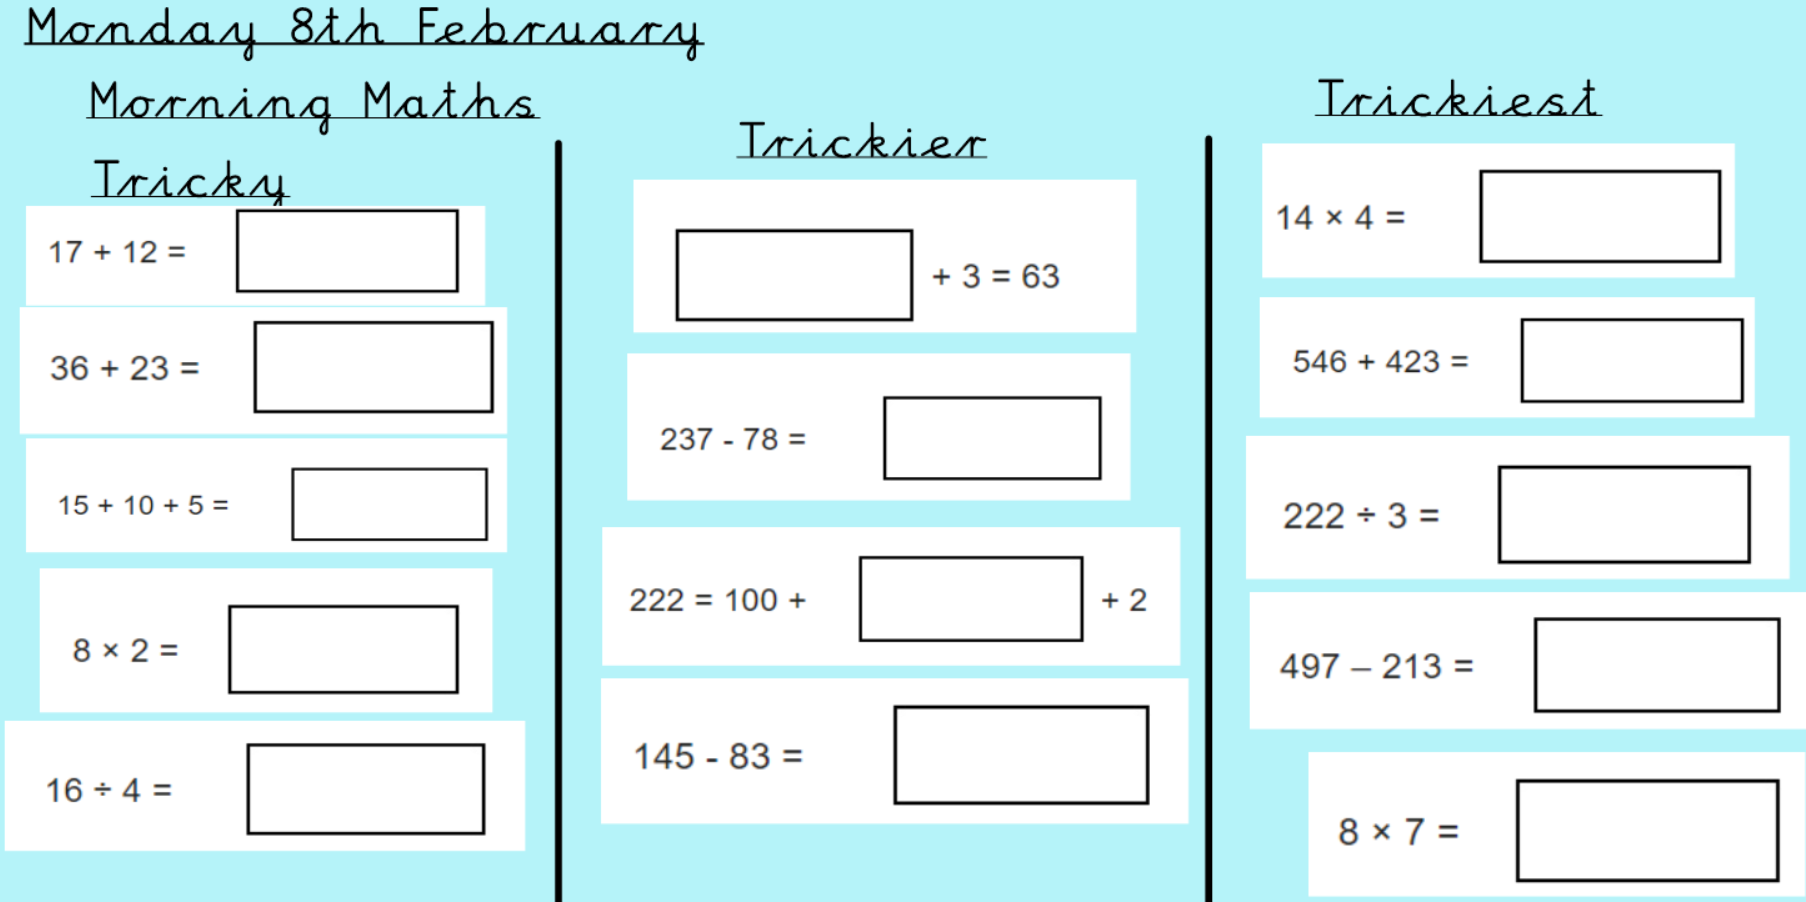 Monday 8th February
Morning Maths
Tricky
17 + 12 =
36 + 23 =
15 + 10 + 5 =
8 × 2 =
16 ÷ 4 =
Trickier
+ 3 = 63
237 - 78 =
222 = 100 + + 2
145 - 83 =
Trickiest
14 × 4 =
546 + 423 =
222 ÷ 3 =
497 – 213 =
8 × 7 =